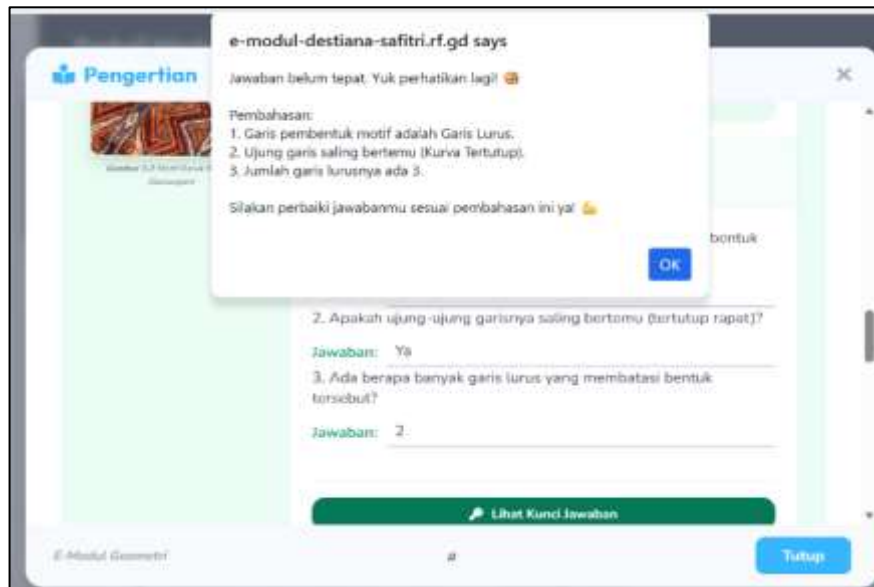 e-modul-destiana-safitri.rf.gd says
Jawaban belum tepat. Yuk perhatikan lagi!
Pembahasan:
1. Garis pembentuk motif adalah Garis Lurus.
2. Ujung garis saling bertemu (Kurva Tertutup).
3. Jumlah garis lurusnya ada 3.
Silakan perbaiki jawabanmu sesuai pembahasan ini ya!
OK
Pengertian
bentuk
2. Apakah ujung-ujung garisnya saling bertemu (tertutup rapat)?
Jawaban: Ya
3. Ada berapa banyak garis lurus yang membatasi bentuk
tersebut?
Jawaban: 2
Lihat Kunci Jawaban
E-Modul Geometri
Tutup